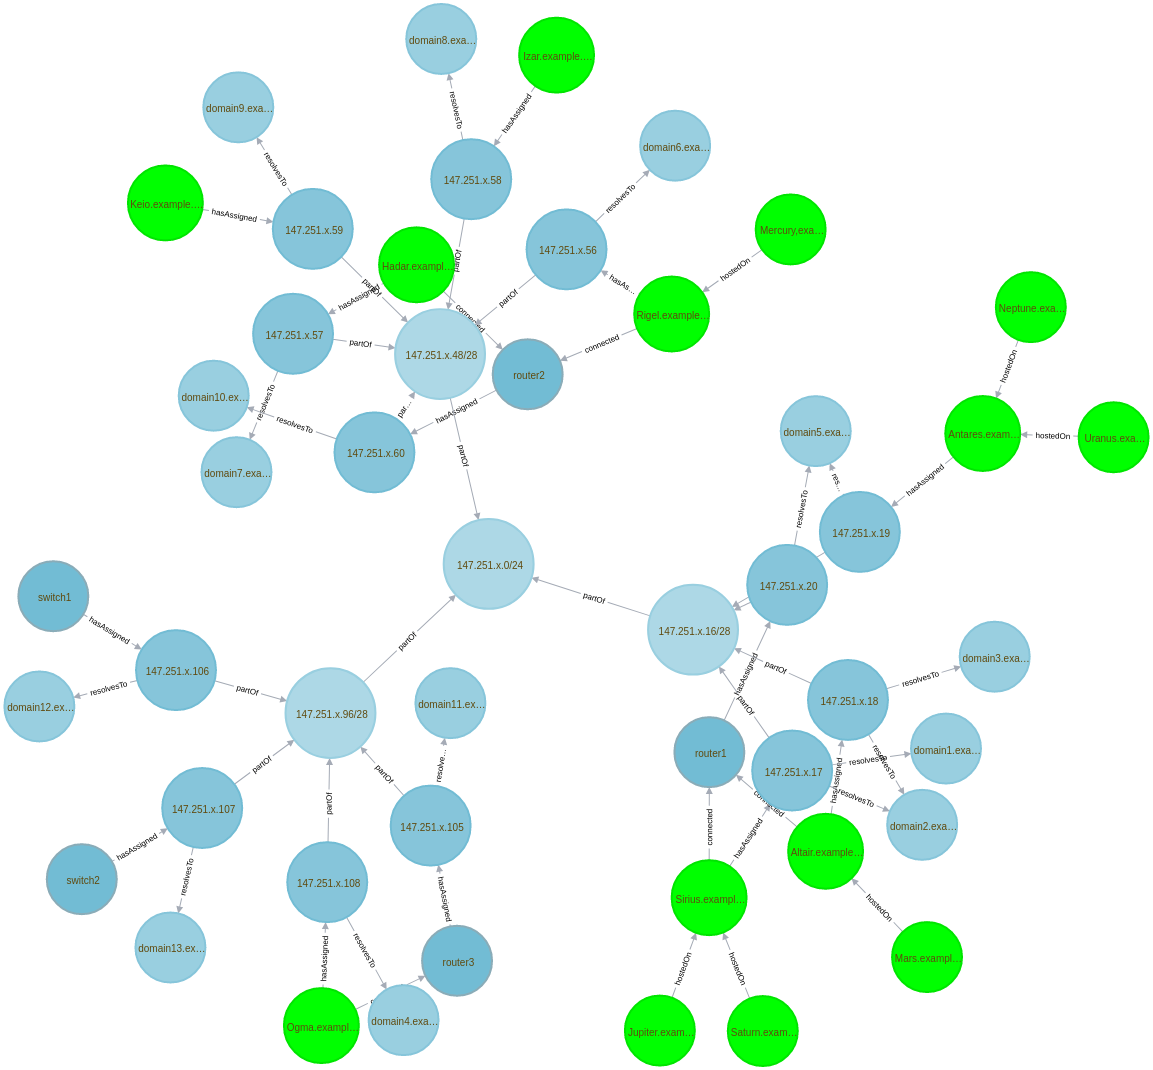 domain8.exa…
Izar.example.…
resolvesTo
hasAssigned
domain9.exa…
domain6.exa…
resolvesTo
147.251.x.58
resolvesTo
Keio.example.…
hasAssigned
147.251.x.59
partOf
147.251.x.56
Mercury.exa…
hostedOn
Hadar.exampl…
partOf
hasAssigned
connected
partOf
hasAs…
Rigel.example…
Neptune.exa…
147.251.x.57
partOf
147.251.x.48/28
connected
router2
hostedOn
domain10.ex…
resolvesTo
par…
hasAssigned
resolvesTo
147.251.x.60
partOf
domain7.exa…
domain5.exa…
Antares.exam…
hostedOn
Uranus.exa…
res…
hasAssigned
resolvesTo
147.251.x.19
147.251.x.0/24
147.251.x.20
switch1
partOf
hasAssigned
partOf
147.251.x.16/28
147.251.x.106
partOf
resolvesTo
domain12.ex…
hasAssigned
partOf
resolvesTo
domain3.exa…
147.251.x.96/28
domain11.ex…
partOf
147.251.x.18
router1
147.251.x.17
resolvesTo
resolvesTo
domain1.exa…
partOf
partOf
resolve…
hasAssigned
resolvesTo
connected
domain2.exa…
147.251.x.107
partOf
147.251.x.105
connected
hasAssigned
Altair.example…
hasAssigned
switch2
resolvesTo
147.251.x.108
hasAssigned
Sirius.exampl…
hostedOn
domain13.ex…
hasAssigned
resolvesTo
router3
hostedOn
hostedOn
Mars.exampl…
Ogma.exampl…
domain4.exa…
Jupiter.exam…
Saturn.exam…